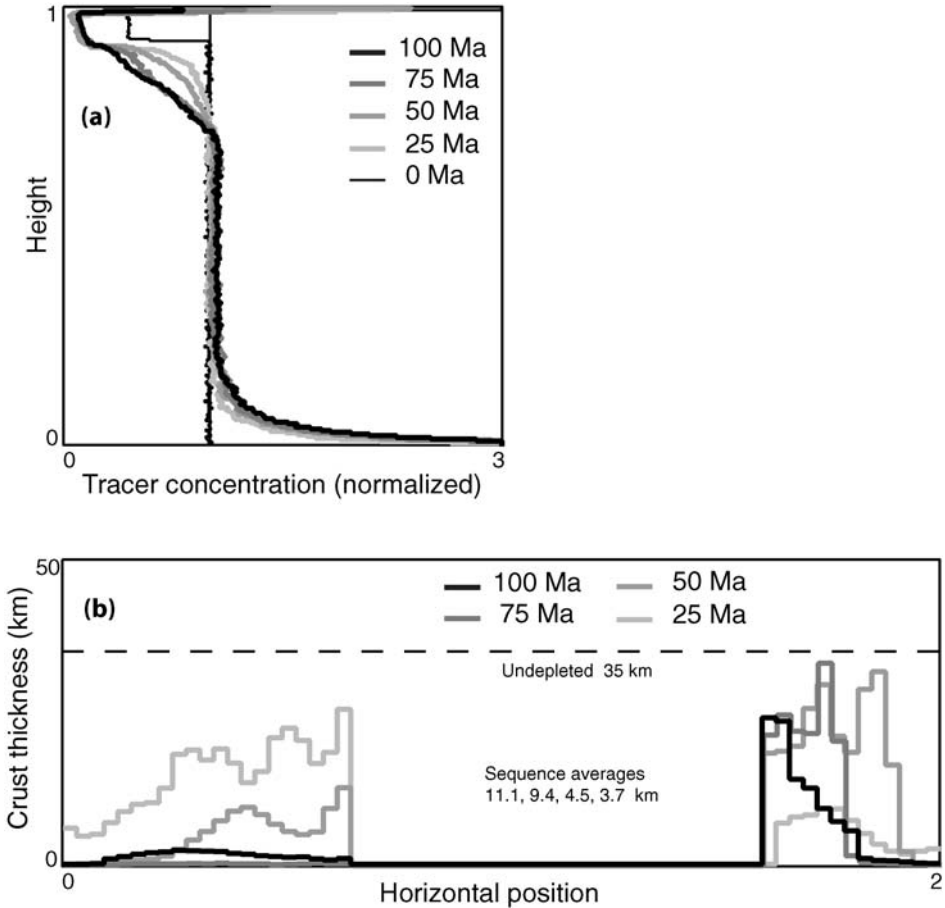 1
(a)
100 Ma
75 Ma
50 Ma
25 Ma
0 Ma
Height
0
0
3
Tracer concentration (normalized)
50
(b)
100 Ma
50 Ma
75 Ma
25 Ma
Crust thickness (km)
Undepleted 35 km
Sequence averages
11.1, 9.4, 4.5, 3.7 km
0
0
2
Horizontal position